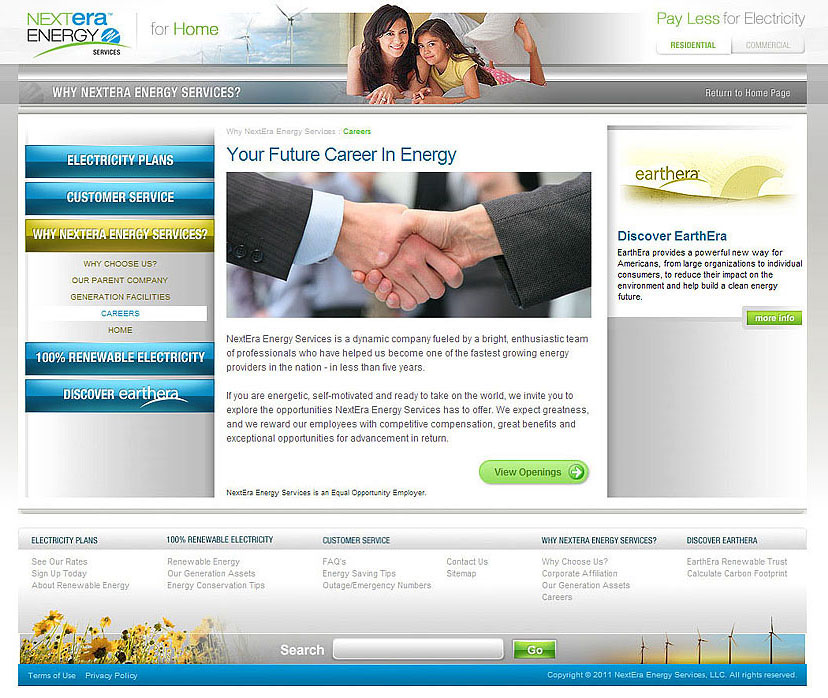 NEXTera
ENERGY
SERVICES
for Home
Pay Less for Electricity
RESIDENTIAL
COMMERCIAL
WHY NEXTERA ENERGY SERVICES?
Return to Home Page
ELECTRICITY PLANS
CUSTOMER SERVICE
WHY NEXTERA ENERGY SERVICES?
WHY CHOOSE US?
OUR PARENT COMPANY
GENERATION FACILITIES
CAREERS
HOME
100% RENEWABLE ELECTRICITY
DISCOVER earthera
Why NextEra Energy Services : Careers
Your Future Career In Energy
NextEra Energy Services is a dynamic company fueled by a bright, enthusiastic team
of professionals who have helped us become one of the fastest growing energy
providers in the nation - in less than five years.
If you are energetic, self-motivated and ready to take on the world, we invite you to
explore the opportunities NextEra Energy Services has to offer. We expect greatness,
and we reward our employees with competitive compensation, great benefits and
exceptional opportunities for advancement in return.
View Openings
NextEra Energy Services is an Equal Opportunity Employer.
earthera
Discover EarthEra
EarthEra provides a powerful new way for
Americans, from large organizations to individual
consumers, to reduce their impact on the
environment and help build a clean energy
future.
more info
ELECTRICITY PLANS
See Our Rates
Sign Up Today
About Renewable Energy
100% RENEWABLE ELECTRICITY
Renewable Energy
Our Generation Assets
Energy Conservation Tips
CUSTOMER SERVICE
FAQ's
Energy Saving Tips
Outage/Emergency Numbers
Contact Us
Sitemap
WHY NEXTERA ENERGY SERVICES?
Why Choose Us?
Corporate Affiliation
Our Generation Assets
Careers
DISCOVER EARTHERA
EarthEra Renewable Trust
Calculate Carbon Footprint
Search
Go
Terms of Use Privacy Policy
Copyright © 2011 NextEra Energy Services, LLC. All rights reserved.